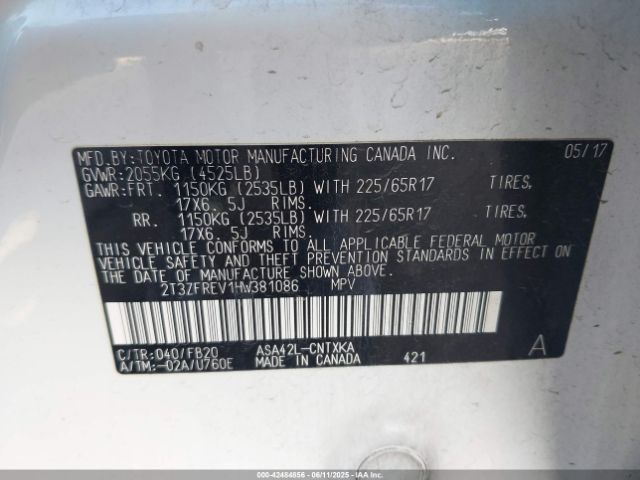 MFD.BY:TOYOTA MOTOR MANUFACTURING CANADA INC. 05/17
GVWR:2055KG (4525LB)
GAWR:FRT. 1150KG (2535LB) WITH 225/65R17 TIRES,
17X6. 5J RIMS.
RR. 1150KG (2535LB) WITH 225/65R17 TIRES,
17X6. 5J RIMS.
THIS VEHICLE CONFORMS TO ALL APPLICABLE FEDERAL MOTOR
VEHICLE SAFETY AND THEFT PREVENTION STANDARDS IN EFFECT ON
THE DATE OF MANUFACTURE SHOWN ABOVE.
2T3ZFREV1HW381086 MPV
C/TR:040/FB20 ASA42L-CNTXKA A
A/TM:-02A/U760E MADE IN CANADA 421
000-42484656 - 06/11/2025 - IAAI.COM